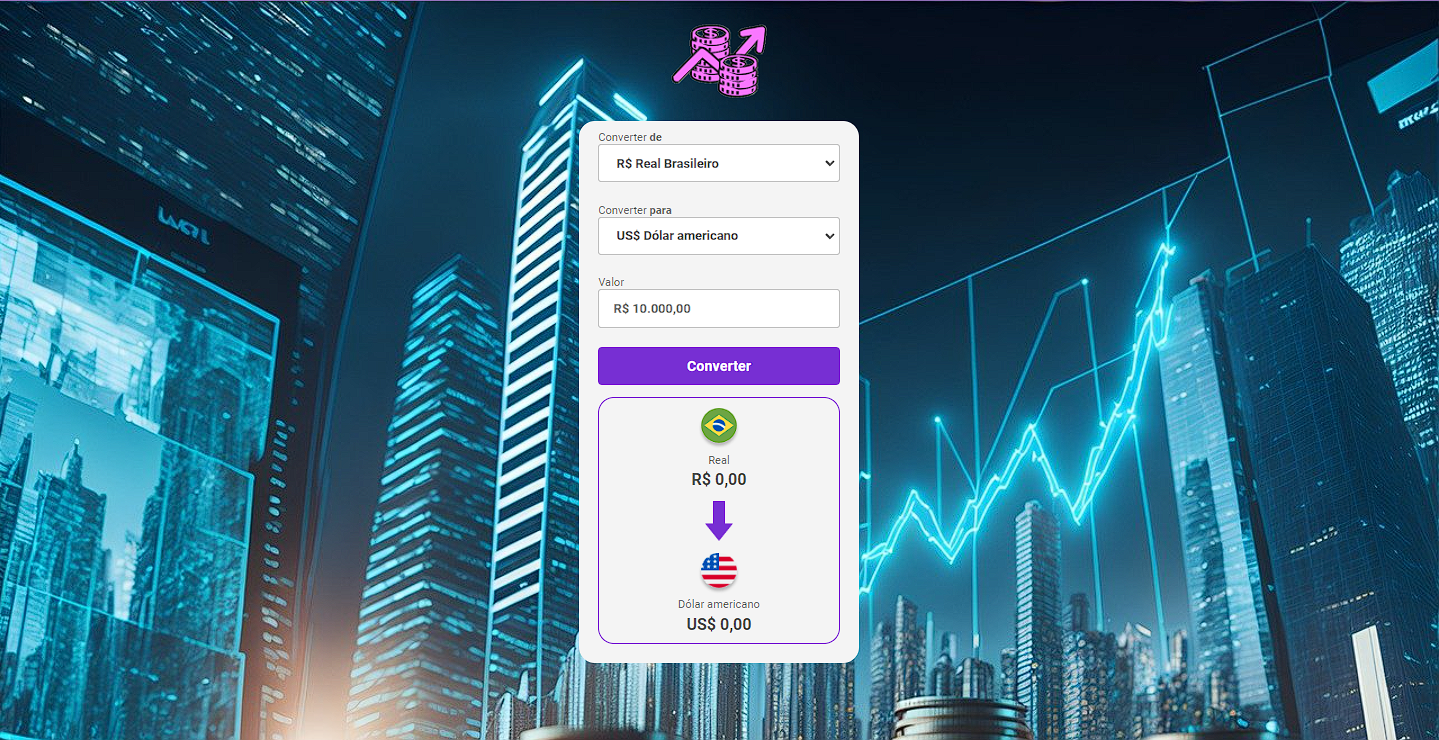 Converter de
R$ Real Brasileiro
Converter para
US$ Dólar americano
Valor
R$ 10.000,00
Converter
Real
R$ 0,00
Dólar americano
US$ 0,00